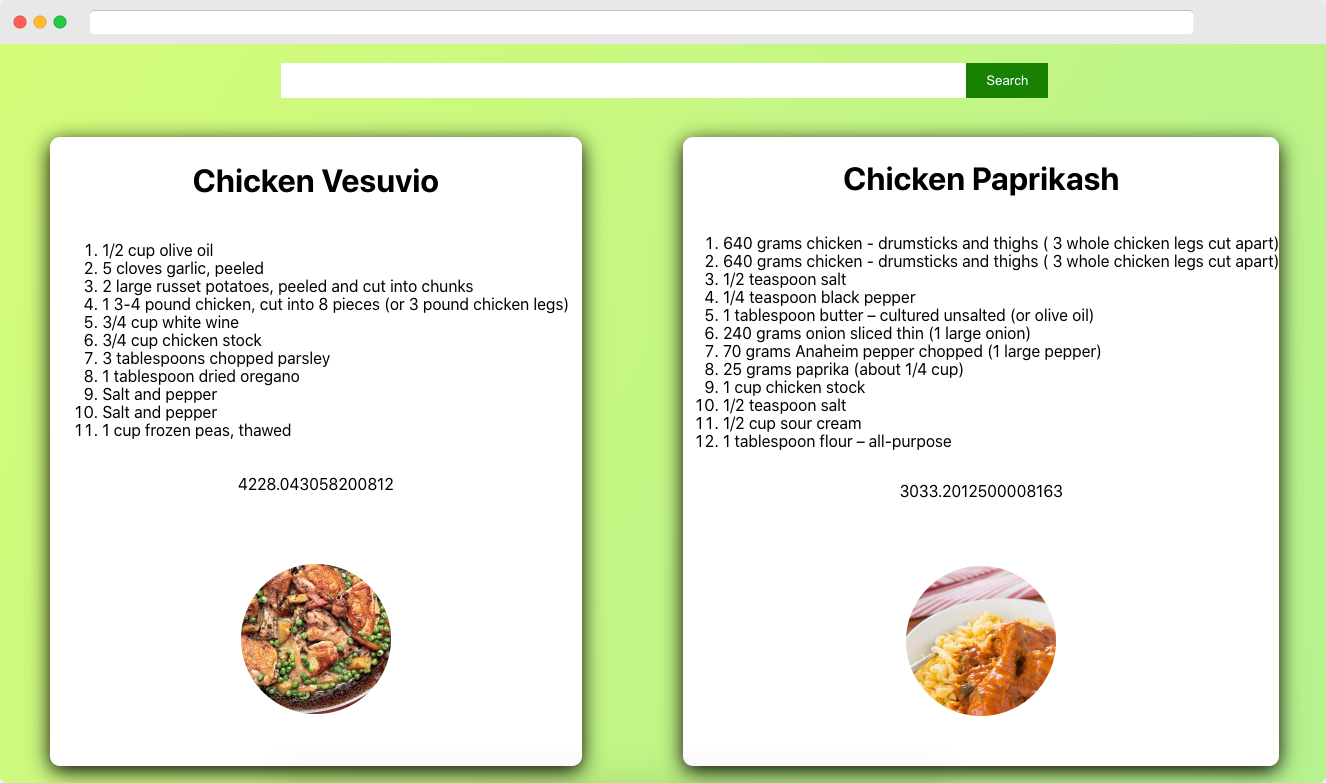 Search
Chicken Vesuvio
1. 1/2 cup olive oil
2. 5 cloves garlic, peeled
3. 2 large russet potatoes, peeled and cut into chunks
4. 1 3-4 pound chicken, cut into 8 pieces (or 3 pound chicken legs)
5. 3/4 cup white wine
6. 3/4 cup chicken stock
7. 3 tablespoons chopped parsley
8. 1 tablespoon dried oregano
9. Salt and pepper
10. Salt and pepper
11. 1 cup frozen peas, thawed
4228.043058200812
Chicken Paprikash
1. 640 grams chicken - drumsticks and thighs ( 3 whole chicken legs cut apart)
2. 640 grams chicken - drumsticks and thighs ( 3 whole chicken legs cut apart)
3. 1/2 teaspoon salt
4. 1/4 teaspoon black pepper
5. 1 tablespoon butter – cultured unsalted (or olive oil)
6. 240 grams onion sliced thin (1 large onion)
7. 70 grams Anaheim pepper chopped (1 large pepper)
8. 25 grams paprika (about 1/4 cup)
9. 1 cup chicken stock
10. 1/2 teaspoon salt
11. 1/2 cup sour cream
12. 1 tablespoon flour – all-purpose
3033.2012500008163